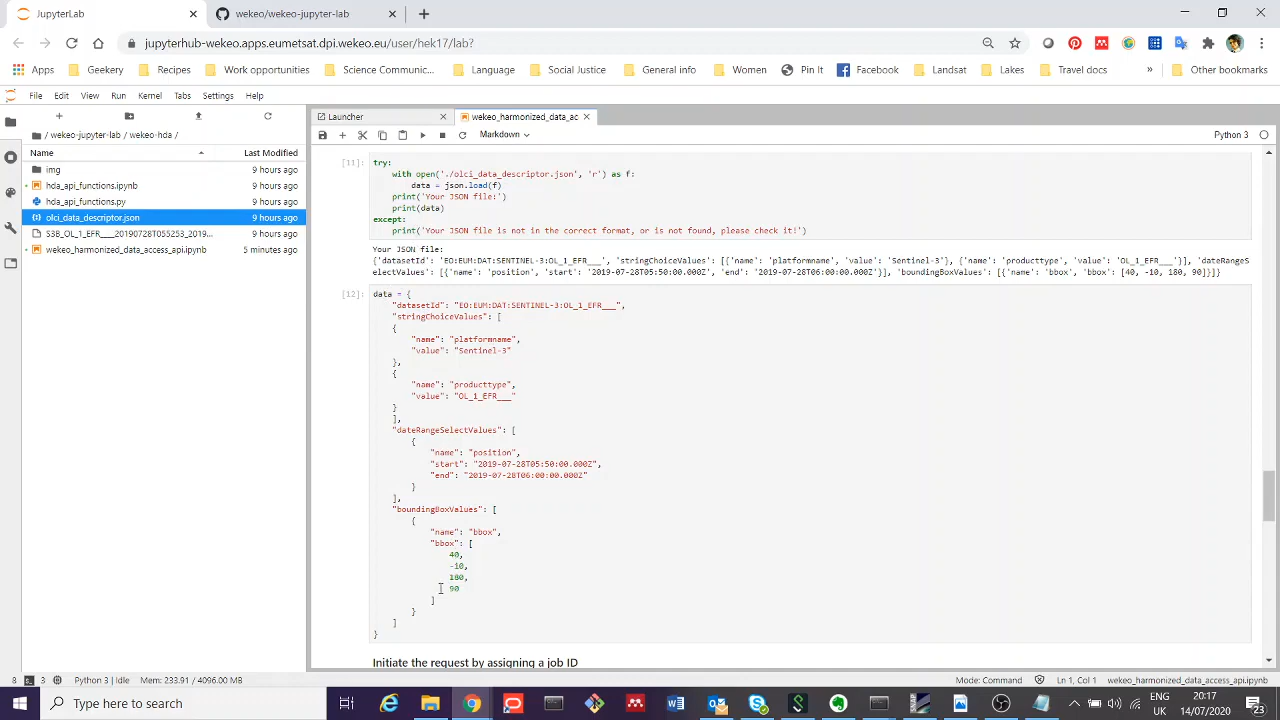 JupyterLab
wekeo/wekeo-jupyter-lab
jupyterhub-wekeo.apps.eumetsat.dpi.wekeo.eu/user/hek17/lab?
Apps
Geekery
Recipes
Work opportunities
Science Communic...
Language
Social Justice
General info
Women
Pin It
Facebook
Landsat
Lakes
Travel docs
»
Other bookmarks
File Edit View Run Kernel Tabs Settings Help
/ wekeo-jupyter-lab / wekeo-hda /
Name
Last Modified
img 9 hours ago
hda_api_functions.ipynb 9 hours ago
hda_api_functions.py 9 hours ago
olci_data_descriptor.json 9 hours ago
S3B_OL_1_EFR____20190728T055253_2019... 9 hours ago
wekeo_harmonized_data_access_api.ipynb 5 minutes ago
Launcher
wekeo_harmonized_data_ac
Markdown
Python 3
[11]: try:
with open('./olci_data_descriptor.json', 'r') as f:
data = json.load(f)
print('Your JSON file:')
print(data)
except:
print('Your JSON file is not in the correct format, or is not found, please check it!')
Your JSON file:
{'datasetId': 'EO:EUM:DAT:SENTINEL-3:OL_1_EFR___', 'stringChoiceValues': [{'name': 'platformname', 'value': 'Sentinel-3'}, {'name': 'producttype', 'value': 'OL_1_EFR___'}], 'dateRangeS
electValues': [{'name': 'position', 'start': '2019-07-28T05:50:00.000Z', 'end': '2019-07-28T06:00:00.000Z'}], 'boundingBoxValues': [{'name': 'bbox', 'bbox': [40, -10, 180, 90]}]}
[12]: data = {
"datasetId": "EO:EUM:DAT:SENTINEL-3:OL_1_EFR___",
"stringChoiceValues": [
{
"name": "platformname",
"value": "Sentinel-3"
},
{
"name": "producttype",
"value": "OL_1_EFR___"
}
],
"dateRangeSelectValues": [
{
"name": "position",
"start": "2019-07-28T05:50:00.000Z",
"end": "2019-07-28T06:00:00.000Z"
}
],
"boundingBoxValues": [
{
"name": "bbox",
"bbox": [
40,
-10,
180,
90
]
}
]
}
Initiate the request by assigning a job ID
8 3 Python 3 | Idle Mem: 233.91 / 4096.00 MB
Mode: Command Ln 1, Col 1 wekeo_harmonized_data_access_api.ipynb
Type here to search
ENG
UK
20:17
14/07/2020
23